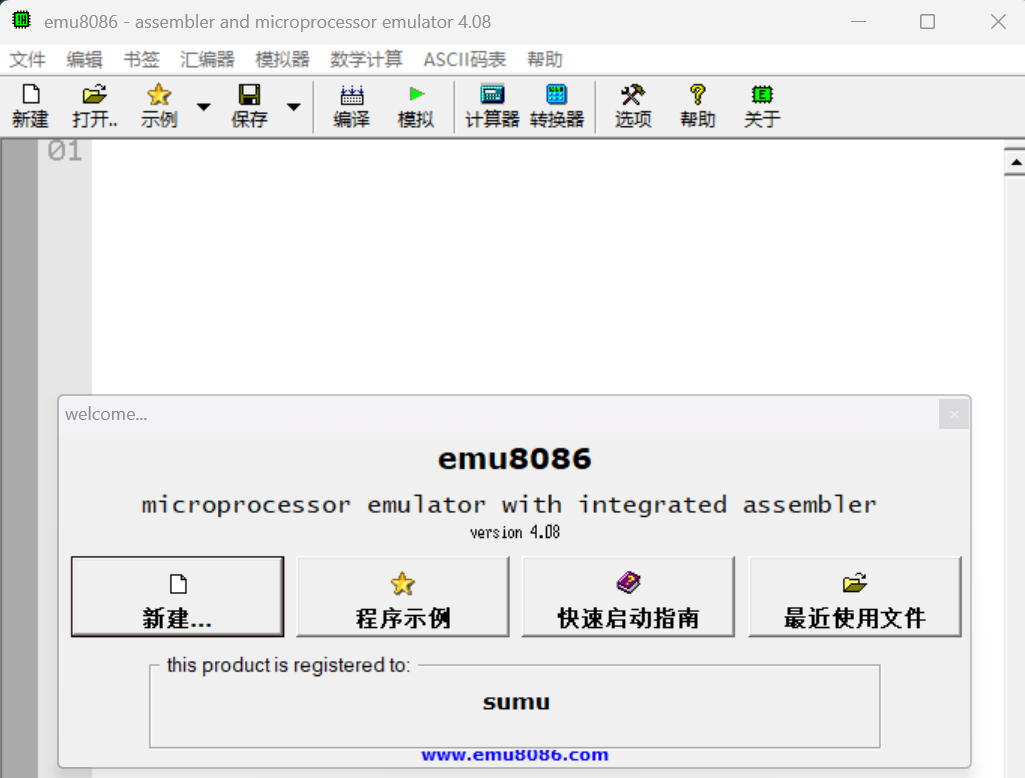 emu8086 - assembler and microprocessor emulator 4.08
文件 编辑 书签 汇编器 模拟器 数学计算 ASCII码表 帮助
新建 打开.. 示例 保存 编译 模拟 计算器 转换器 选项 帮助 关于
01
welcome...
emu8086
microprocessor emulator with integrated assembler
version 4.08
新建... 程序示例 快速启动指南 最近使用文件
this product is registered to:
sumu
www.emu8086.com